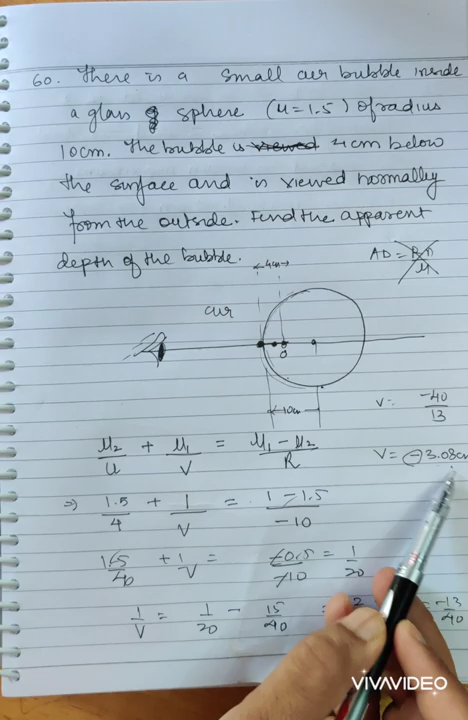 60. There is a small air bubble inside
a glass sphere (μ=1.5) of radius
10cm. The bubble is viewed 4cm below
the surface and is viewed normally
from the outside. Find the apparent
depth of the bubble.
AD =
←4cm→
air
O
←10cm→
V = -40/13
μ2/u + μ1/V = μ1-μ2/R
V = -3.08cm
⇒ 1.5/4 + 1/V = 1-1.5/-10
15/40 + 1/V = -0.5/-10 = 1/20
1/V = 1/20 - 15/40 = -13/40
VIVAVIDEO